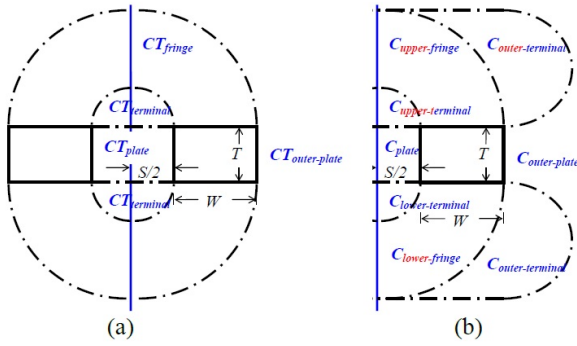 CTfringe
CTterminal
CTplate
S/2
T
CTouter-plate
CTterminal
W
(a)
Cupper-fringe
Couter-terminal
Cupper-terminal
Cplate
S/2
T
Couter-plate
Clower-terminal
W
Clower-fringe
Couter-terminal
(b)